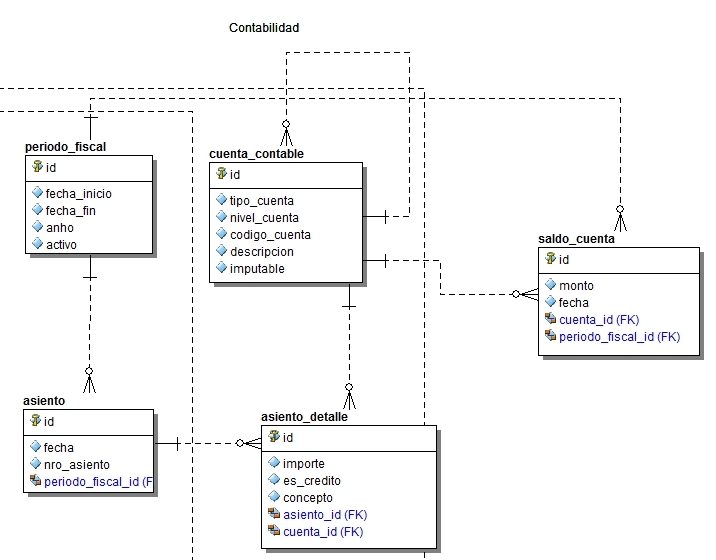 Contabilidad
periodo_fiscal
id
fecha_inicio
fecha_fin
anho
activo
cuenta_contable
id
tipo_cuenta
nivel_cuenta
codigo_cuenta
descripcion
imputable
saldo_cuenta
id
monto
fecha
cuenta_id (FK)
periodo_fiscal_id (FK)
asiento
id
fecha
nro_asiento
periodo_fiscal_id (F
asiento_detalle
id
importe
es_credito
concepto
asiento_id (FK)
cuenta_id (FK)